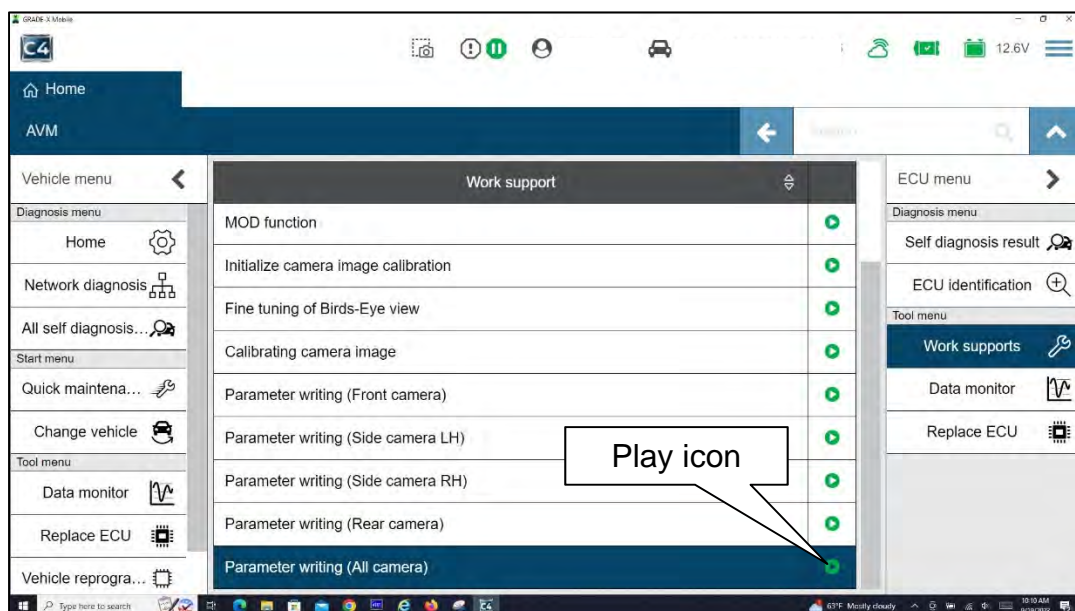 GRADE-X Mobile
C4
12.6V
Home
AVM
Vehicle menu
Work support
ECU menu
Diagnosis menu
Home
Network diagnosis
All self diagnosis...
Start menu
Quick maintena...
Change vehicle
Tool menu
Data monitor
Replace ECU
Vehicle reprogra...
MOD function
Initialize camera image calibration
Fine tuning of Birds-Eye view
Calibrating camera image
Parameter writing (Front camera)
Parameter writing (Side camera LH)
Parameter writing (Side camera RH)
Parameter writing (Rear camera)
Parameter writing (All camera)
Play icon
Diagnosis menu
Self diagnosis result
ECU identification
Tool menu
Work supports
Data monitor
Replace ECU
Type here to search
C4
63°F Mostly cloudy
10:10 AM